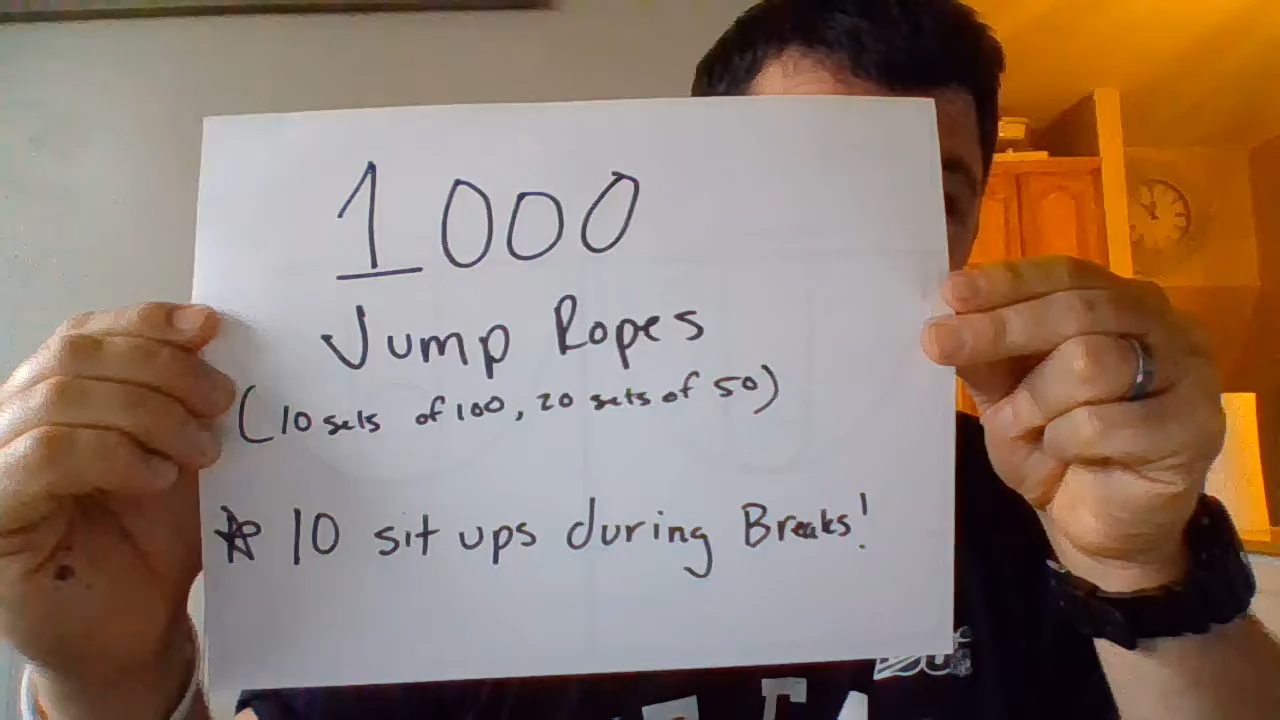 1000
Jump Ropes
(10 sets of 100, 20 sets of 50)
☆ 10 sit ups during Breaks!